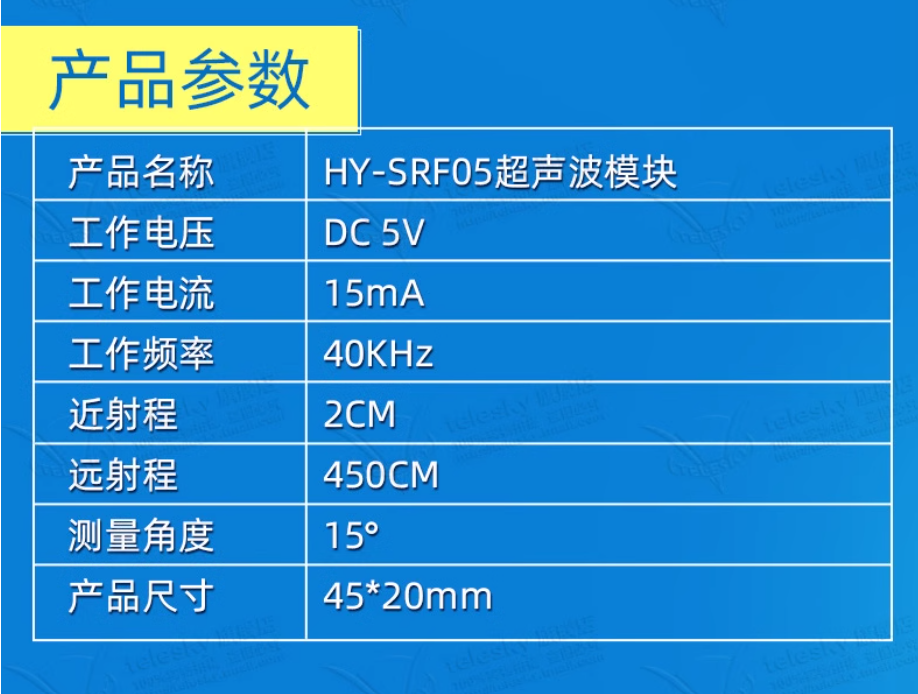 产品参数
产品名称 HY-SRF05超声波模块
工作电压 DC 5V
工作电流 15mA
工作频率 40KHz
近射程 2CM
远射程 450CM
测量角度 15°
产品尺寸 45*20mm